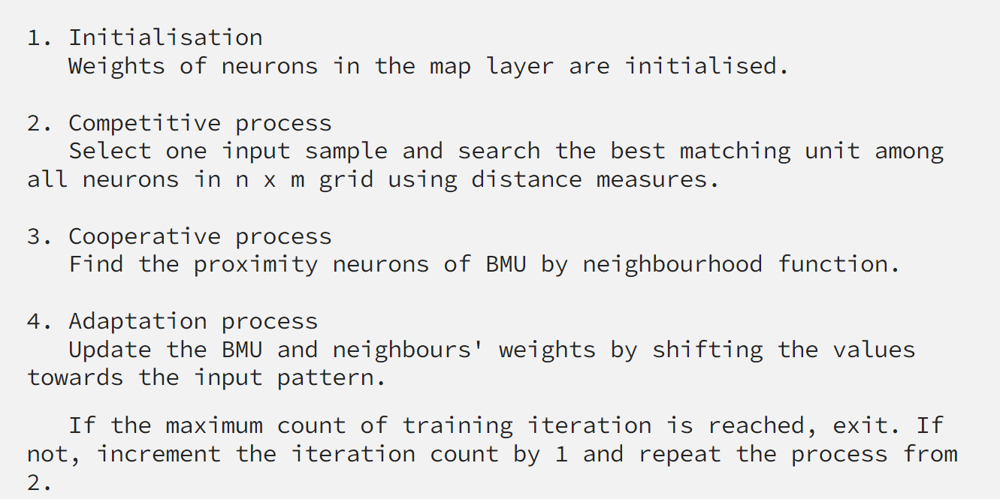 1. Initialisation
Weights of neurons in the map layer are initialised.
2. Competitive process
Select one input sample and search the best matching unit among
all neurons in n x m grid using distance measures.
3. Cooperative process
Find the proximity neurons of BMU by neighbourhood function.
4. Adaptation process
Update the BMU and neighbours' weights by shifting the values
towards the input pattern.
If the maximum count of training iteration is reached, exit. If
not, increment the iteration count by 1 and repeat the process from
2.